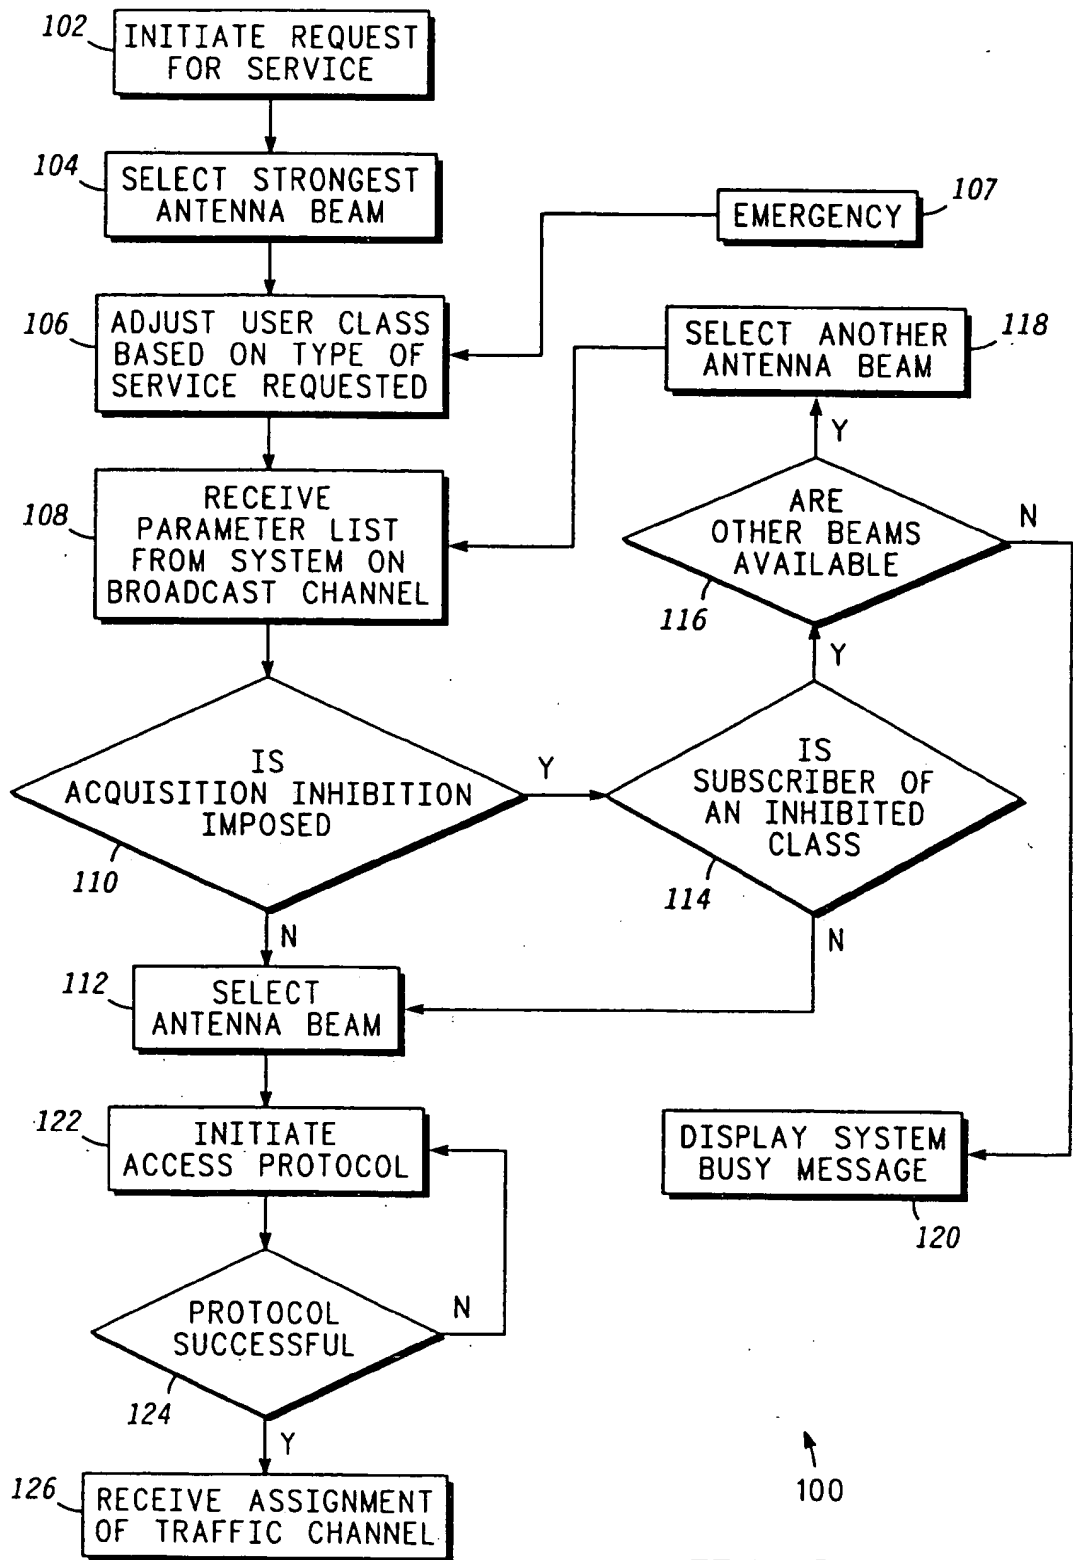 102
INITIATE REQUEST
FOR SERVICE
104
SELECT STRONGEST
ANTENNA BEAM
107
EMERGENCY
106
ADJUST USER CLASS
BASED ON TYPE OF
SERVICE REQUESTED
118
SELECT ANOTHER
ANTENNA BEAM
Y
108
RECEIVE
PARAMETER LIST
FROM SYSTEM ON
BROADCAST CHANNEL
ARE
OTHER BEAMS
AVAILABLE
N
116
Y
IS
ACQUISITION INHIBITION
IMPOSED
110
Y
IS
SUBSCRIBER OF
AN INHIBITED
CLASS
114
N
N
112
SELECT
ANTENNA BEAM
122
INITIATE
ACCESS PROTOCOL
DISPLAY SYSTEM
BUSY MESSAGE
120
PROTOCOL
SUCCESSFUL
N
124
Y
126
RECEIVE ASSIGNMENT
OF TRAFFIC CHANNEL
100